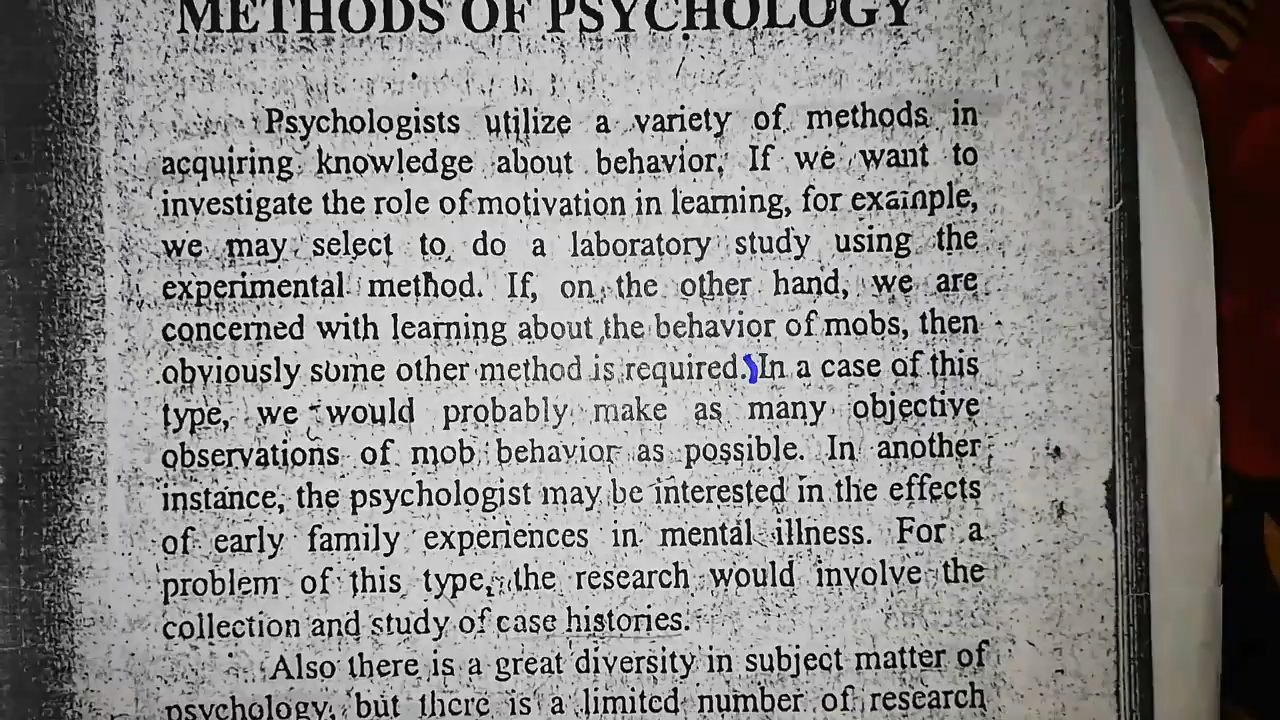 METHODS OF PSYCHOLOGY
Psychologists utilize a variety of methods in
acquiring knowledge about behavior. If we want to
investigate the role of motivation in learning, for example,
we may select to do a laboratory study using the
experimental method. If, on the other hand, we are
concerned with learning about the behavior of mobs, then
obviously some other method is required. In a case of this
type, we would probably make as many objective
observations of mob behavior as possible. In another
instance, the psychologist may be interested in the effects
of early family experiences in mental illness. For a
problem of this type, the research would involve the
collection and study of case histories.
Also there is a great diversity in subject matter of
psychology, but there is a limited number of research